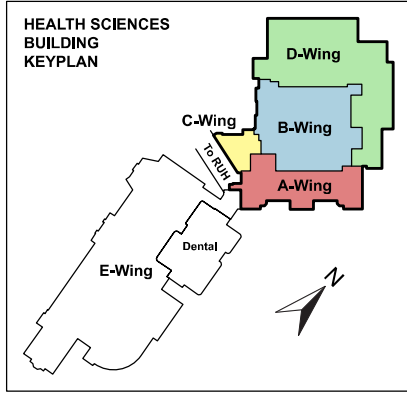 HEALTH SCIENCES
BUILDING
KEYPLAN
D-Wing
C-Wing
B-Wing
To RUH
A-Wing
Dental
E-Wing
N